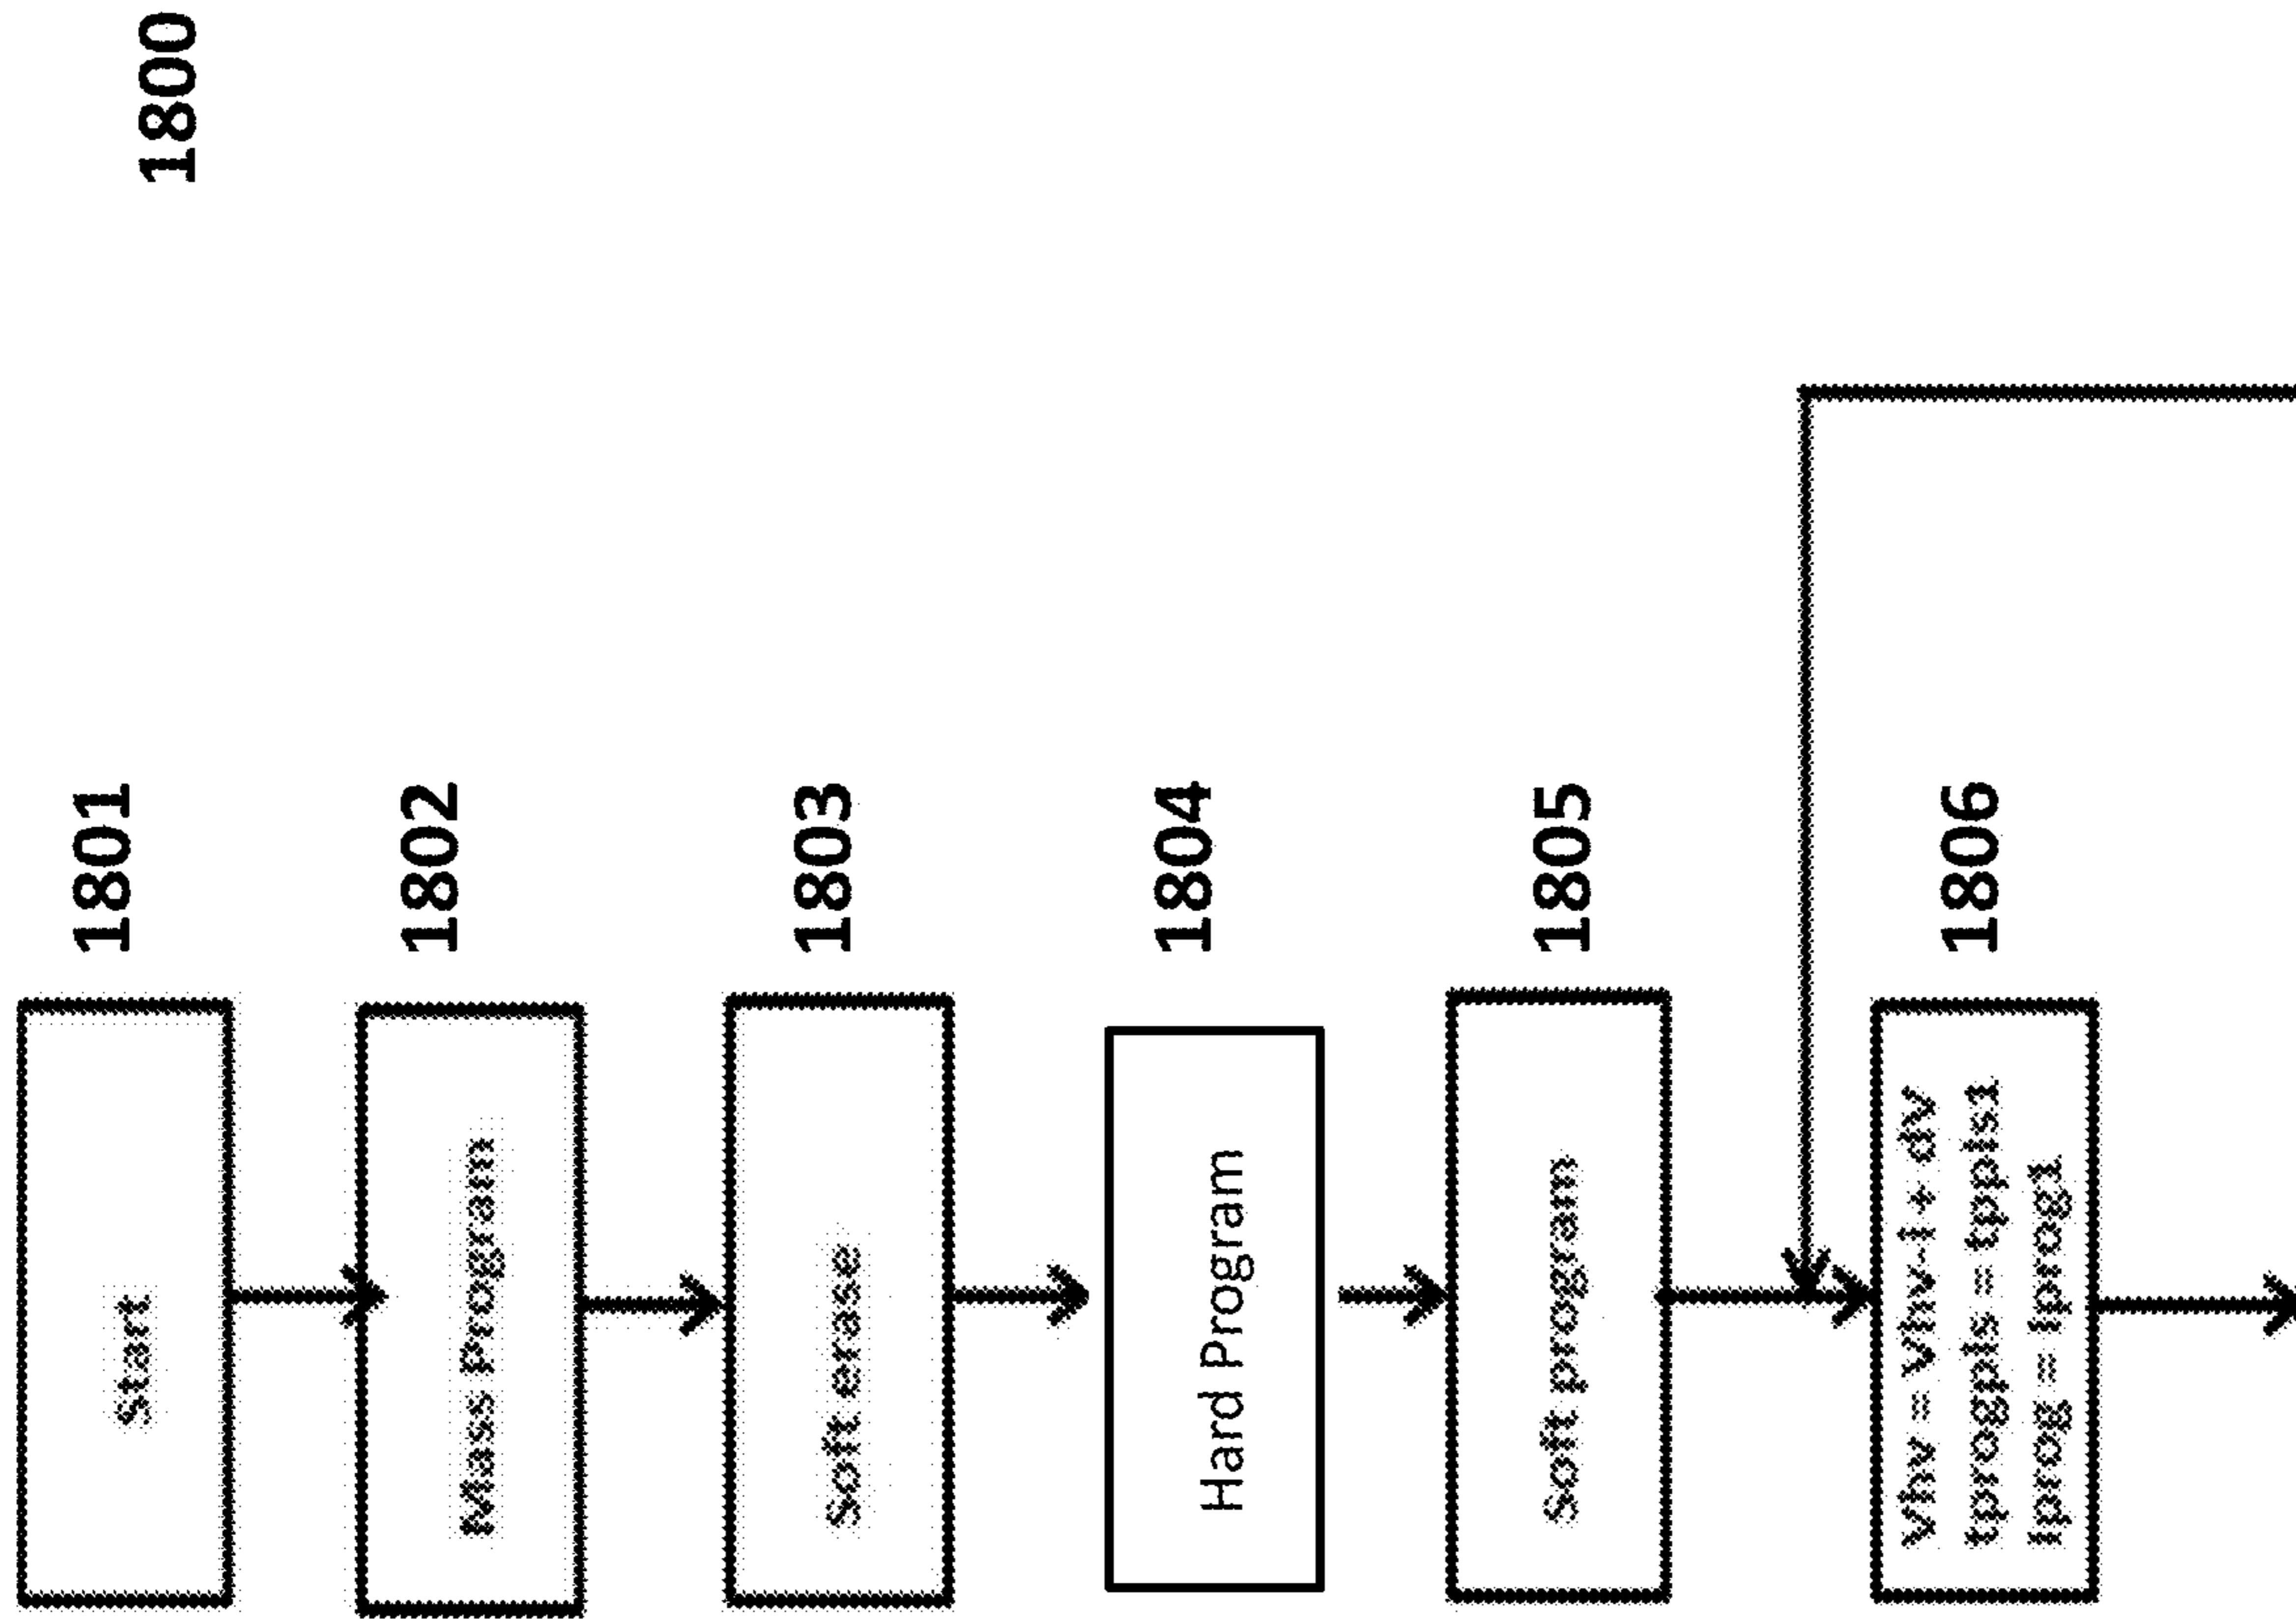 1800
start
1801
Mass Program
1802
Soft erase
1803
Hard Program
1804
Soft program
1805
vhv = vhv-i + dv
tprogpls = tppls1
Iprog = Iprog1
1806